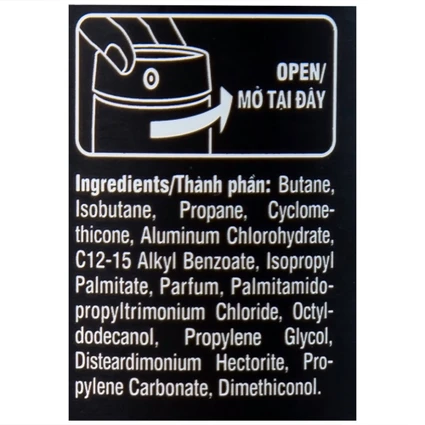 OPEN/
MỞ TẠI ĐÂY
Ingredients/Thành phần: Butane,
Isobutane, Propane, Cyclome-
thicone, Aluminum Chlorohydrate,
C12-15 Alkyl Benzoate, Isopropyl
Palmitate, Parfum, Palmitamido-
propyltrimonium Chloride, Octyl-
dodecanol, Propylene Glycol,
Disteardimonium Hectorite, Pro-
pylene Carbonate, Dimethiconol.